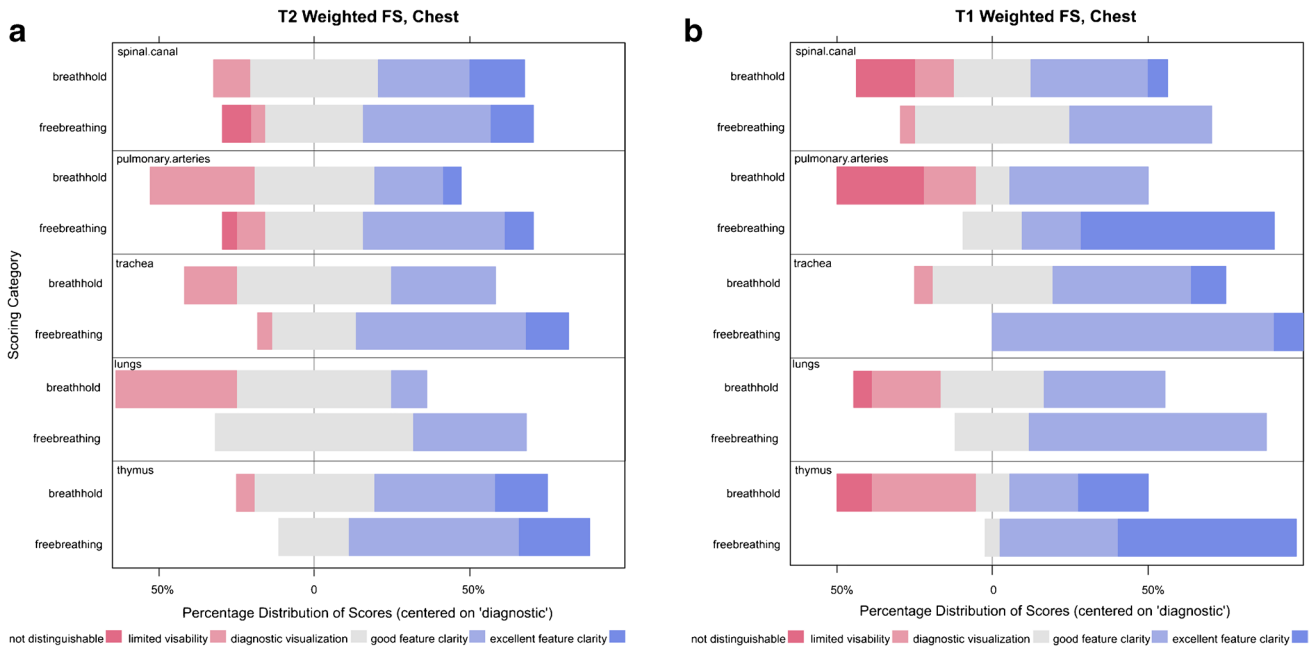 a
T2 Weighted FS, Chest
Scoring Category
spinal.canal
breathhold
freebreathing
pulmonary.arteries
breathhold
freebreathing
trachea
breathhold
freebreathing
lungs
breathhold
freebreathing
thymus
breathhold
freebreathing
50% 0 50%
Percentage Distribution of Scores (centered on 'diagnostic')
not distinguishable limited visability diagnostic visualization good feature clarity excellent feature clarity
b
T1 Weighted FS, Chest
spinal.canal
breathhold
freebreathing
pulmonary.arteries
breathhold
freebreathing
trachea
breathhold
freebreathing
lungs
breathhold
freebreathing
thymus
breathhold
freebreathing
50% 0 50%
Percentage Distribution of Scores (centered on 'diagnostic')
not distinguishable limited visability diagnostic visualization good feature clarity excellent feature clarity